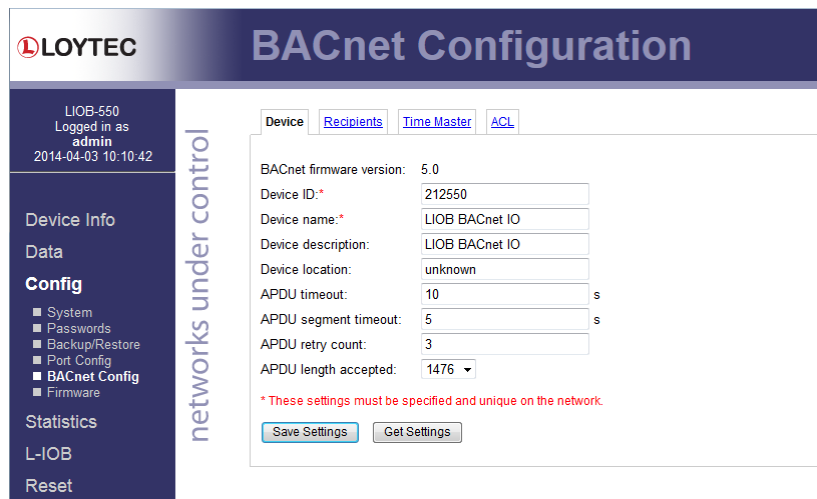 LOYTEC
BACnet Configuration
LIOB-550
Logged in as
admin
2014-04-03 10:10:42
Device Info
Data
Config
System
Passwords
Backup/Restore
Port Config
BACnet Config
Firmware
Statistics
L-IOB
Reset
networks under control
Device Recipients Time Master ACL
BACnet firmware version: 5.0
Device ID:* 212550
Device name:* LIOB BACnet IO
Device description: LIOB BACnet IO
Device location: unknown
APDU timeout: 10 s
APDU segment timeout: 5 s
APDU retry count: 3
APDU length accepted: 1476
* These settings must be specified and unique on the network.
Save Settings Get Settings